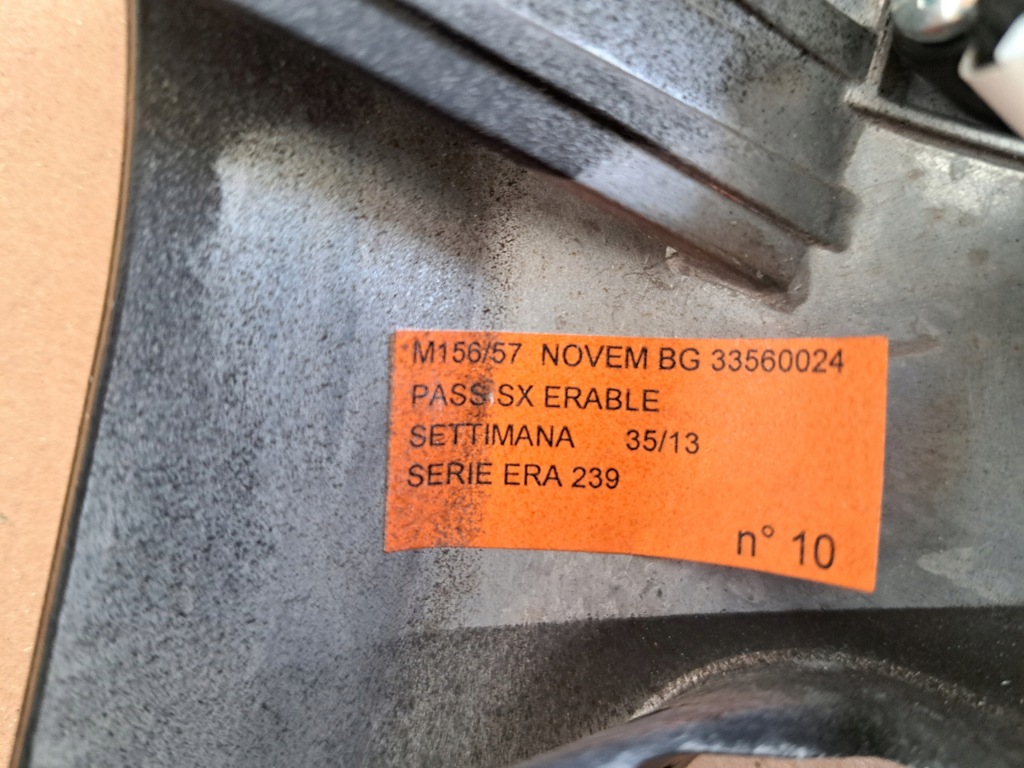 M156/57 NOVEM BG 33560024
PASS SX ERABLE
SETTIMANA 35/13
SERIE ERA 239
n° 10